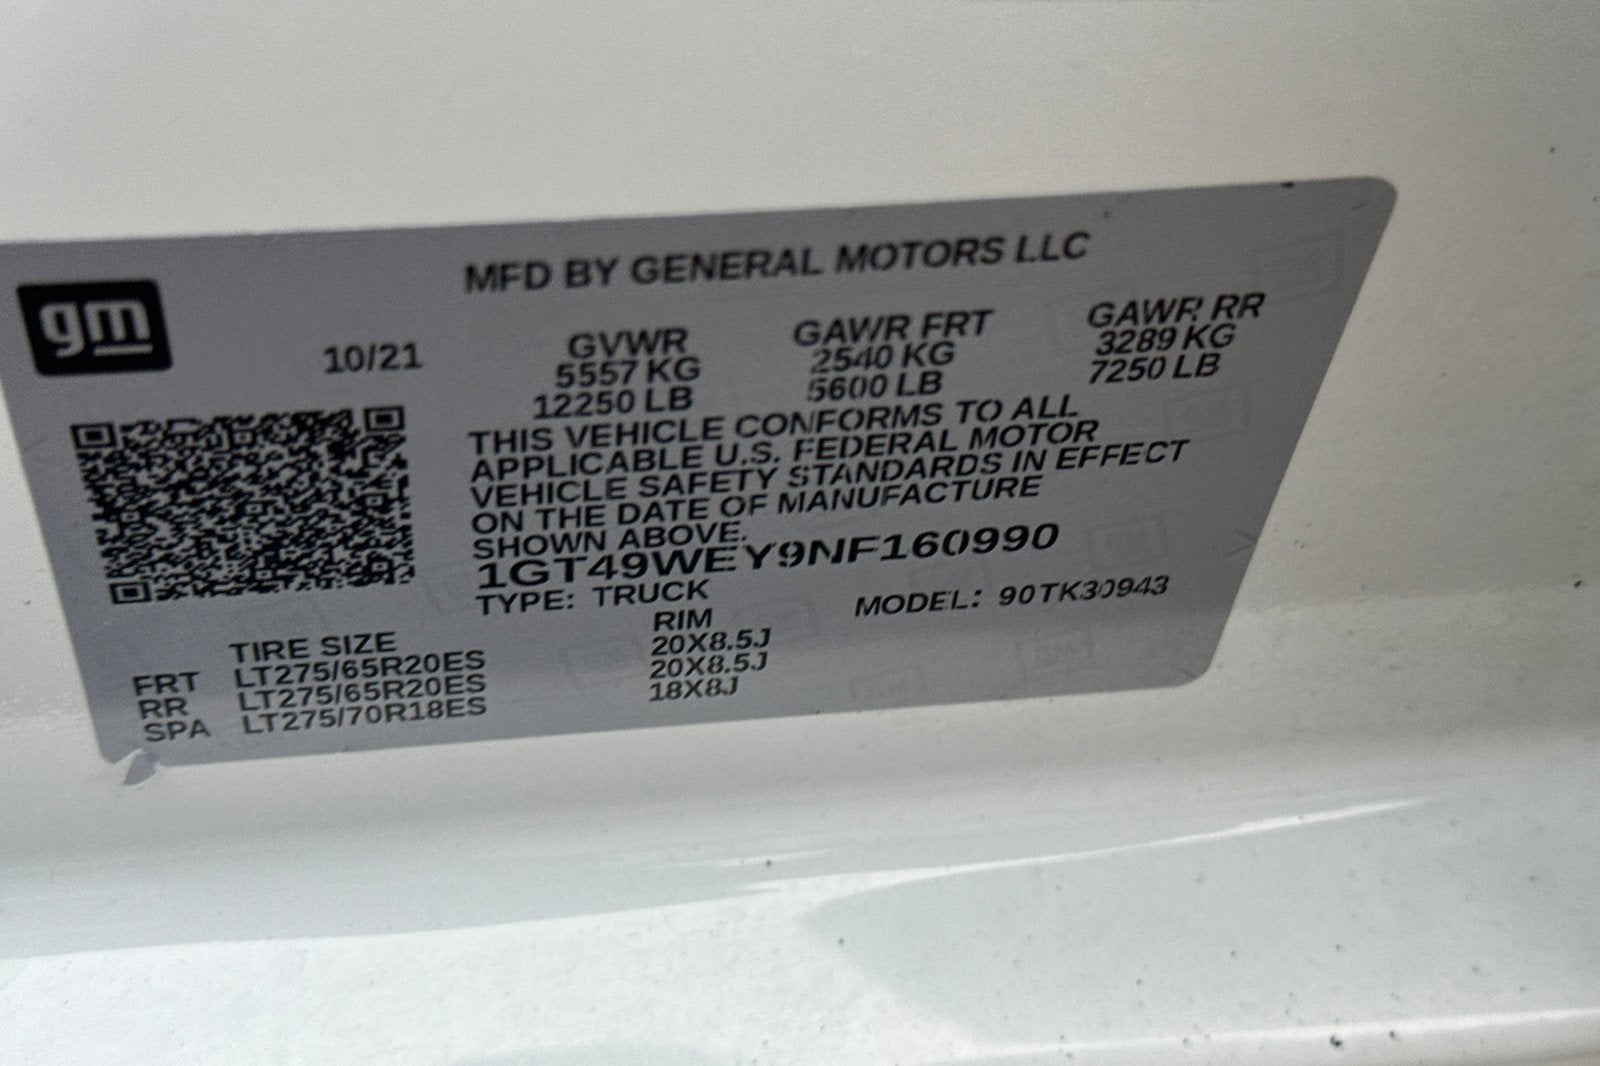 MFD BY GENERAL MOTORS LLC
gm
10/21
GVWR GAWR FRT GAWR RR
5557 KG 2540 KG 3289 KG
12250 LB 5600 LB 7250 LB
THIS VEHICLE CONFORMS TO ALL
APPLICABLE U.S. FEDERAL MOTOR
VEHICLE SAFETY STANDARDS IN EFFECT
ON THE DATE OF MANUFACTURE
SHOWN ABOVE.
1GT49WEY9NF160990
TYPE: TRUCK MODEL: 90TK30943
TIRE SIZE RIM
FRT LT275/65R20ES 20X8.5J
RR LT275/65R20ES 20X8.5J
SPA LT275/70R18ES 18X8J